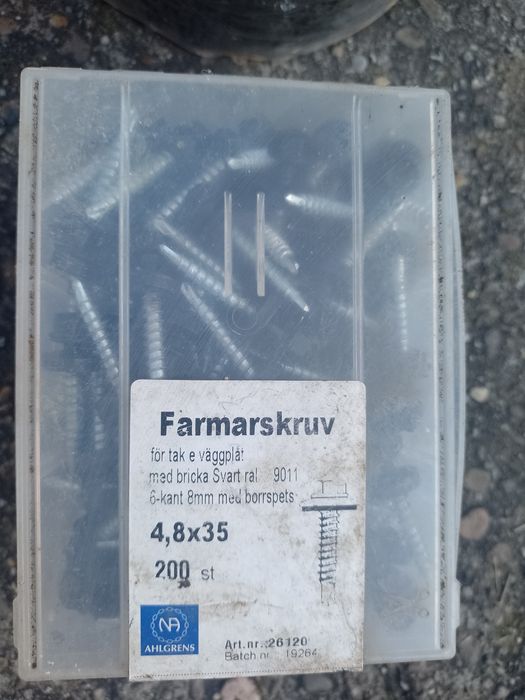 Farmarskruv
för tak e väggplåt
med bricka Svart ral 9011
6-kant 8mm med borrspets
4,8x35
200 st
NA
AHLGRENS
Art.nr.:26120
Batch nr.: 19264